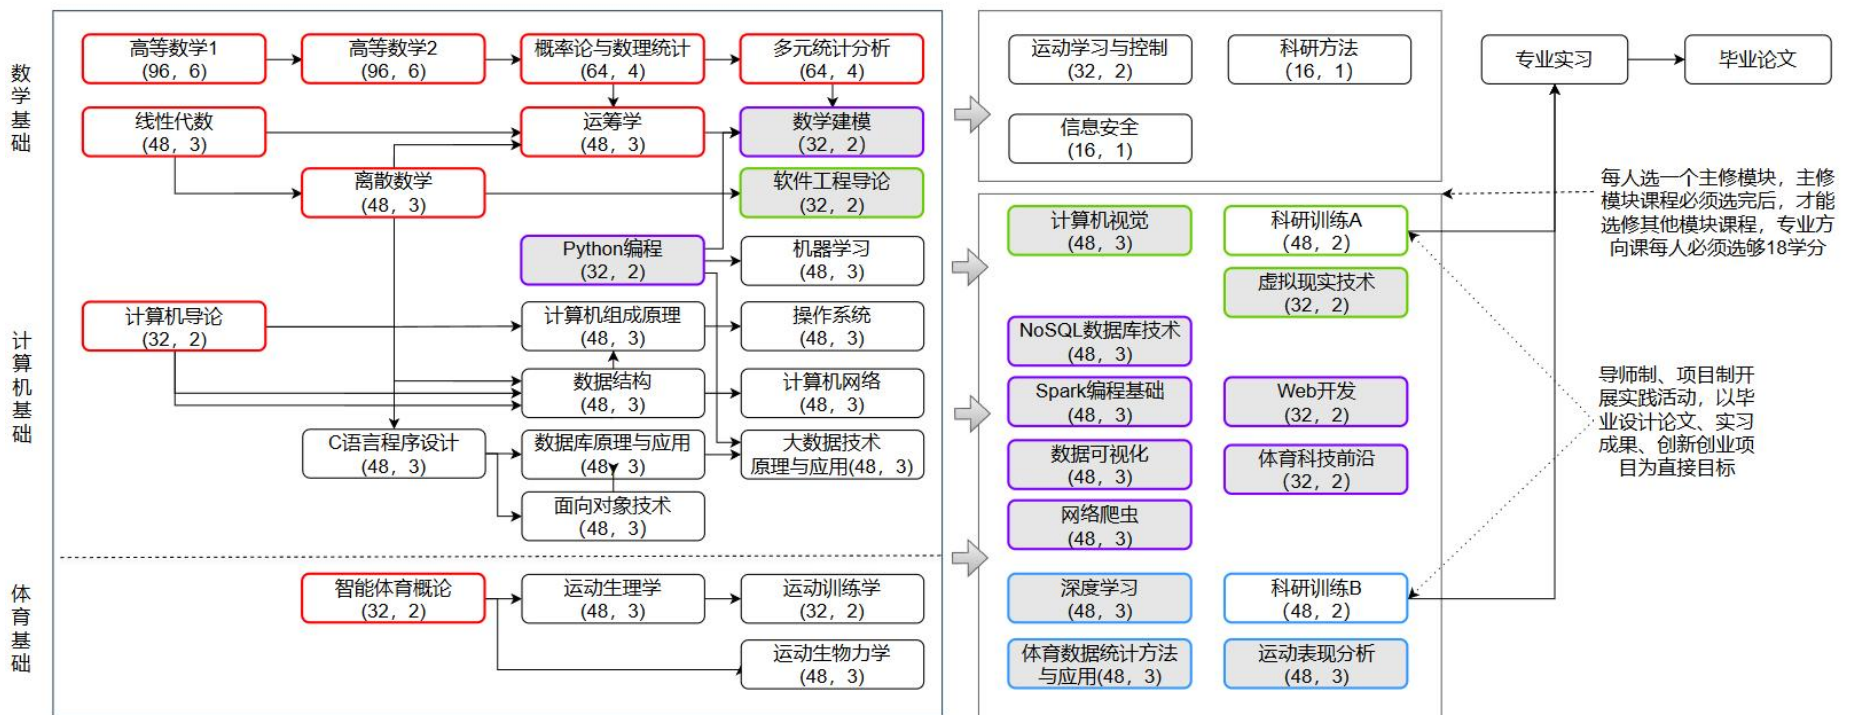 数学基础
高等数学1
(96，6)
高等数学2
(96，6)
概率论与数理统计
(64，4)
多元统计分析
(64，4)
线性代数
(48，3)
运筹学
(48，3)
数学建模
(32，2)
离散数学
(48，3)
软件工程导论
(32，2)
计算机基础
Python编程
(32，2)
机器学习
(48，3)
计算机导论
(32，2)
计算机组成原理
(48，3)
操作系统
(48，3)
数据结构
(48，3)
计算机网络
(48，3)
C语言程序设计
(48，3)
数据库原理与应用
(48，3)
大数据技术
原理与应用(48，3)
面向对象技术
(48，3)
体育基础
智能体育概论
(32，2)
运动生理学
(48，3)
运动训练学
(32，2)
运动生物力学
(48，3)
运动学习与控制
(32，2)
科研方法
(16，1)
信息安全
(16，1)
计算机视觉
(48，3)
科研训练A
(48，2)
虚拟现实技术
(32，2)
NoSQL数据库技术
(48，3)
Spark编程基础
(48，3)
Web开发
(32，2)
数据可视化
(48，3)
体育科技前沿
(32，2)
网络爬虫
(48，3)
深度学习
(48，3)
科研训练B
(48，2)
体育数据统计方法
与应用(48，3)
运动表现分析
(48，3)
专业实习
毕业论文
每人选一个主修模块，主修
模块课程必须选完后，才能
选修其他模块课程，专业方
向课每人必须选够18学分
导师制、项目制开
展实践活动，以毕
业设计论文、实习
成果、创新创业项
目为直接目标